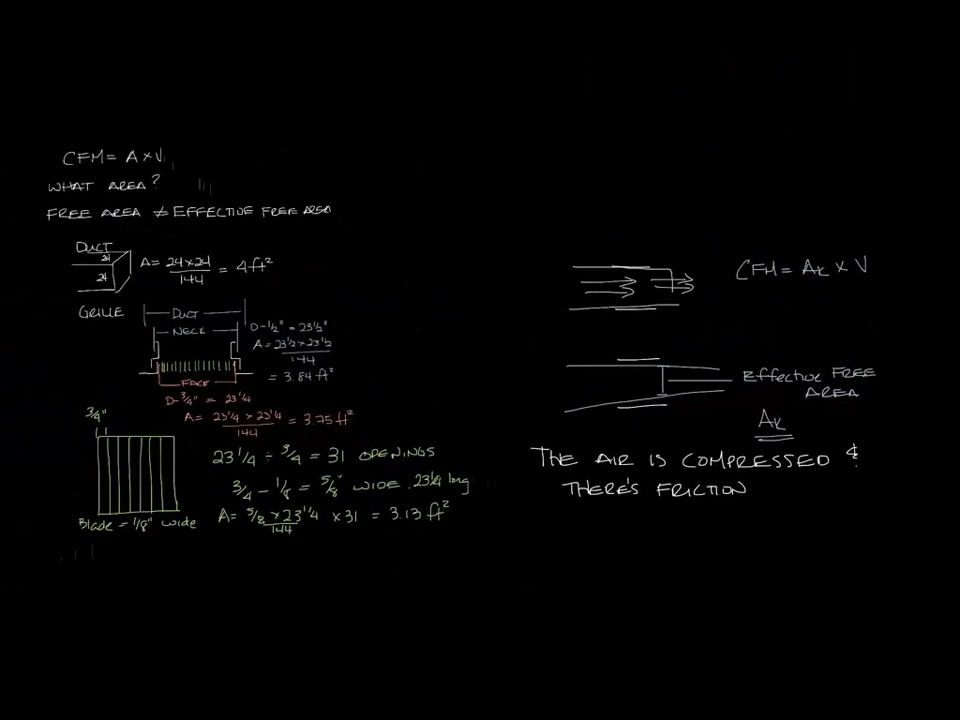 CFM = A × V
WHAT AREA?
FREE AREA ≠ EFFECTIVE FREE AREA
DUCT
24
24
A = 24 × 24 / 144 = 4 ft²
GRILLE
DUCT
NECK
FACE
D - 1/2" = 23 1/2"
A = 23 1/2 × 23 1/2 / 144
= 3.84 ft²
D - 3/4" = 23 1/4
A = 23 1/4 × 23 1/4 / 144 = 3.75 ft²
3/4"
23 1/4 ÷ 3/4 = 31 OPENINGS
3/4 - 1/8 = 5/8" WIDE. 23 1/4 long
A = 5/8 × 23 1/4 / 144 × 31 = 3.13 ft²
Blade = 1/8" wide
CFM = Ak × V
Effective FREE
AREA
Ak
THE AIR IS COMPRESSED &
THERE'S FRICTION